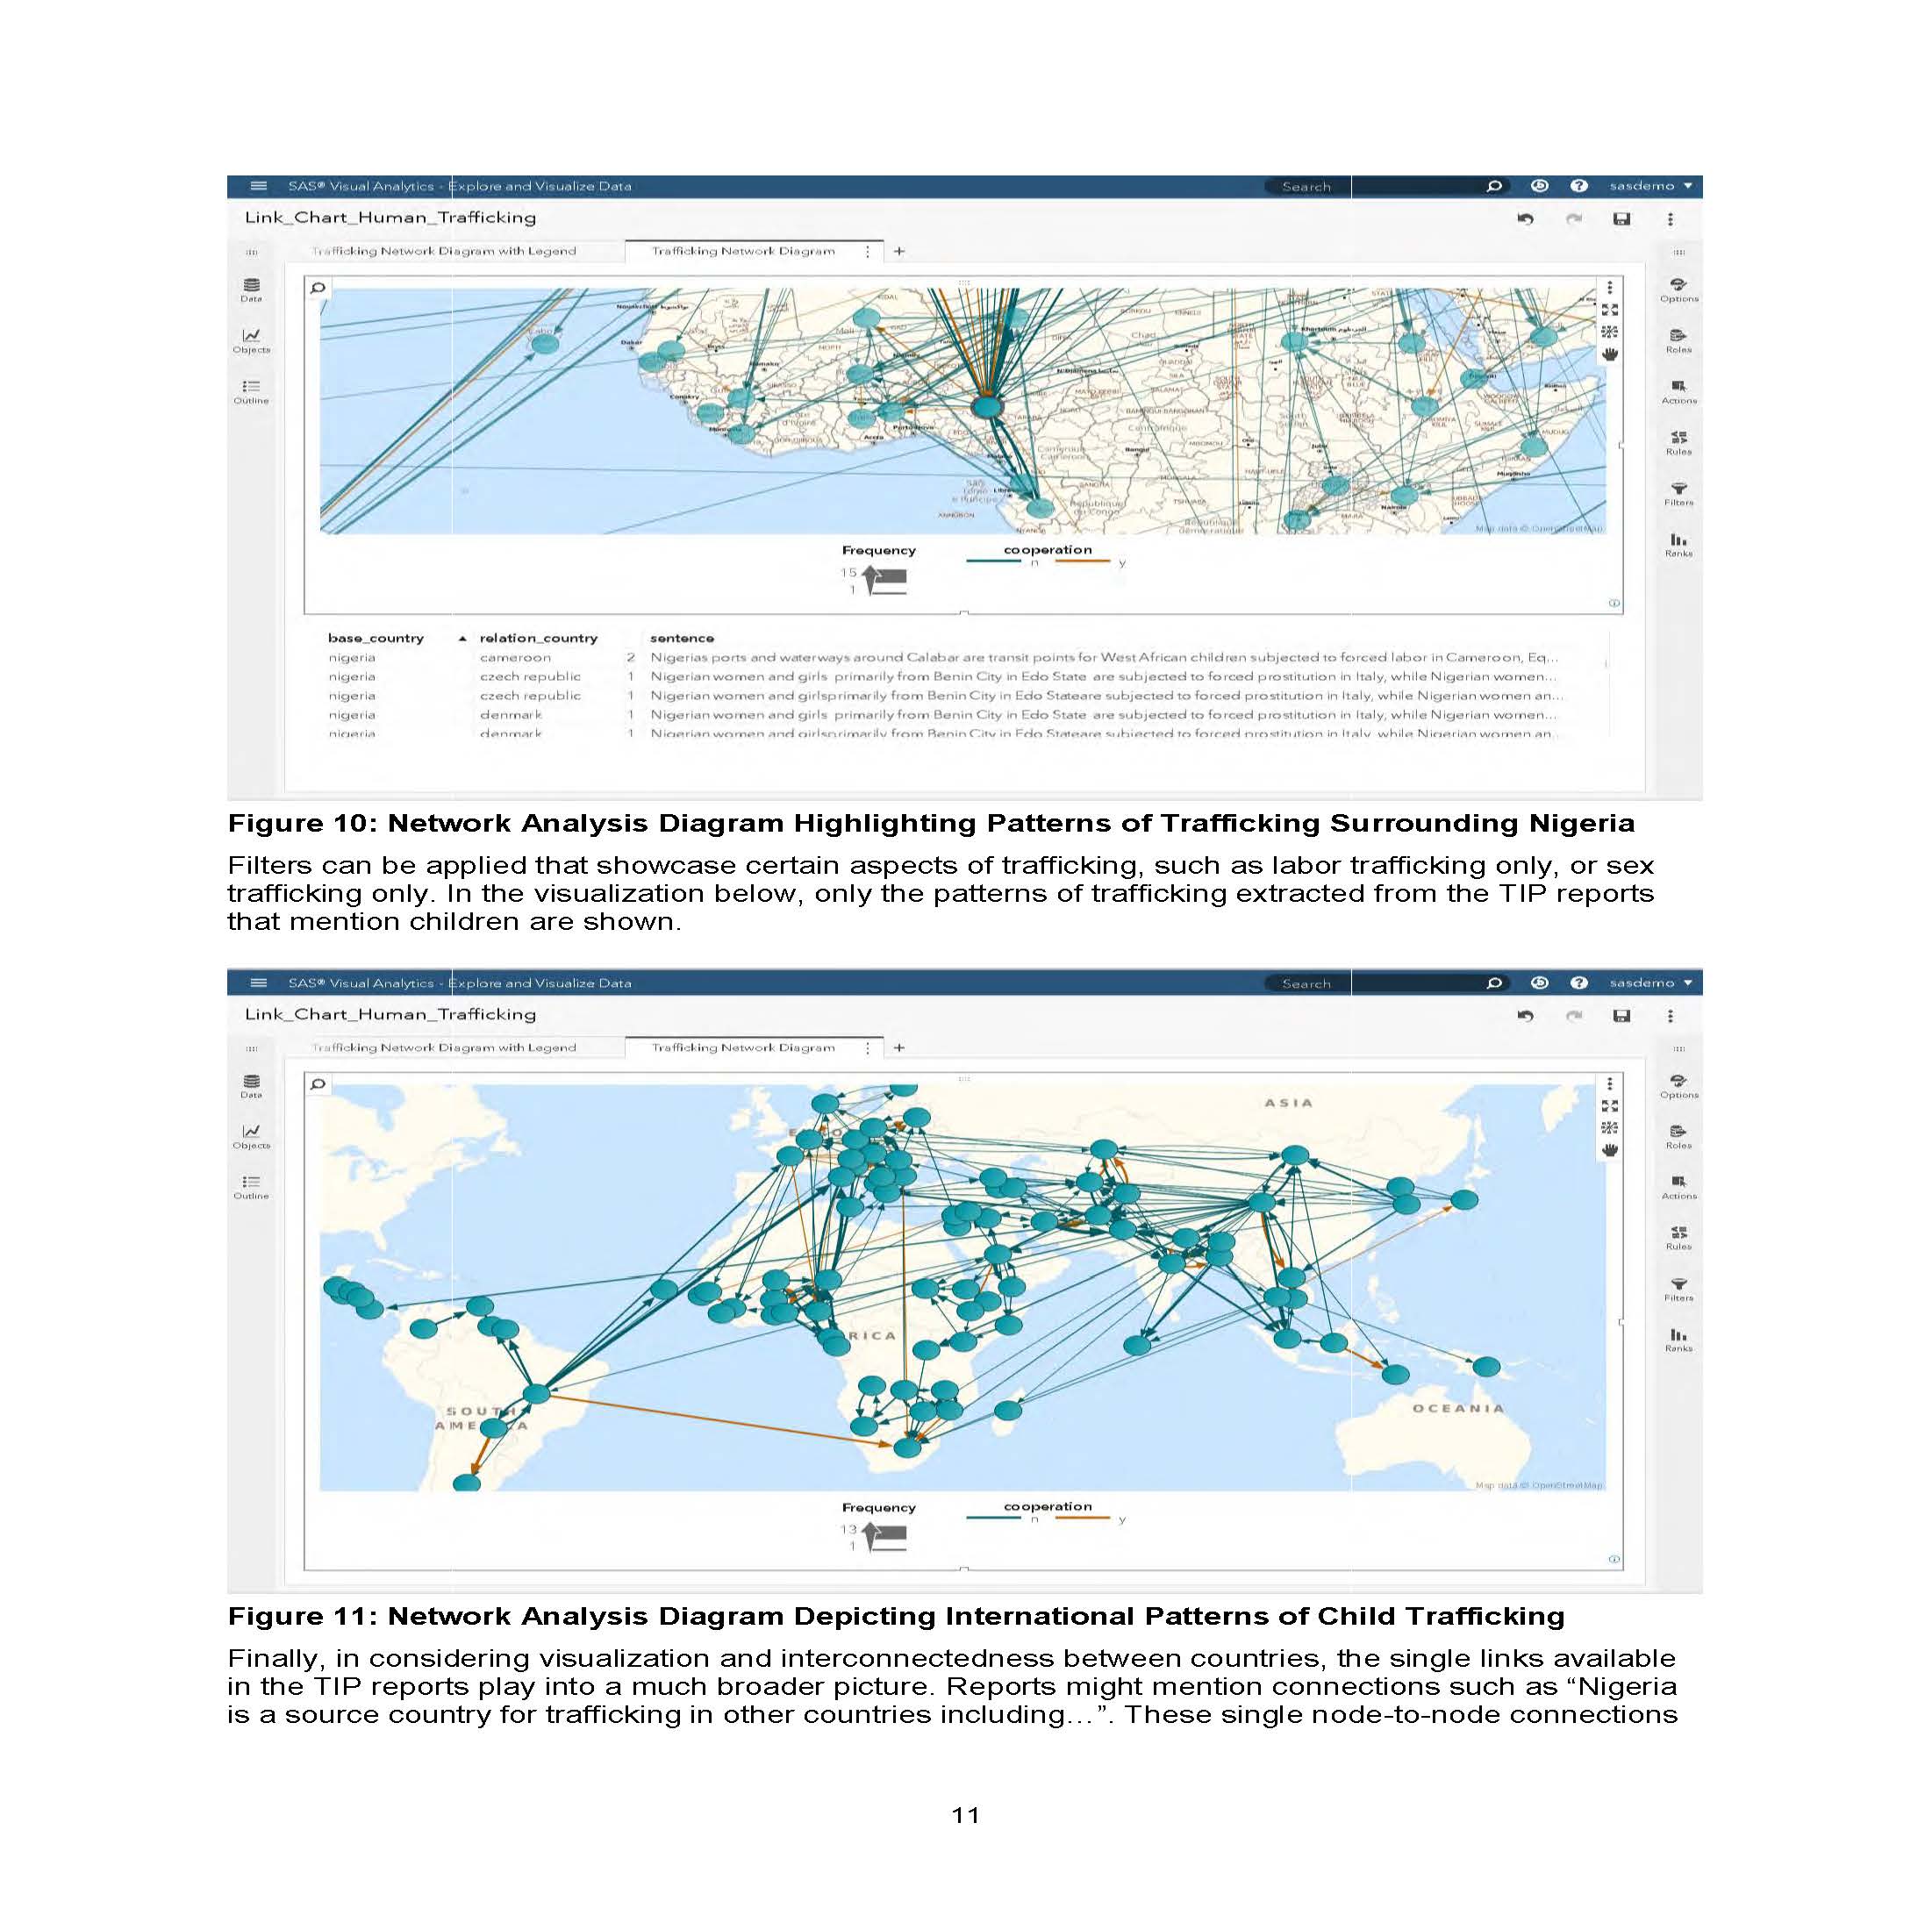 SAS® Visual Analytics - Explore and Visualize Data
Search
sasdemo
Link_Chart_Human_Trafficking
Trafficking Network Diagram with Legend
Trafficking Network Diagram
+
Data
Objects
Outline
Options
Roles
Actions
Rules
Filters
Ranks
Dakar
Mali
Chad
Accra
Nairobi
Map data © OpenStreetMap
Frequency
15
1
cooperation
n
y
base_country relation_country sentence
nigeria cameroon 2 Nigerias ports and waterways around Calabar are transit points for West African children subjected to forced labor in Cameroon, Eq...
nigeria czech republic 1 Nigerian women and girls primarily from Benin City in Edo State are subjected to forced prostitution in Italy, while Nigerian women...
nigeria czech republic 1 Nigerian women and girlsprimarily from Benin City in Edo Stateare subjected to forced prostitution in Italy, while Nigerian women an...
nigeria denmark 1 Nigerian women and girls primarily from Benin City in Edo State are subjected to forced prostitution in Italy, while Nigerian women...
nigeria denmark 1 Nigerian women and girlsprimarily from Benin City in Edo Stateare subjected to forced prostitution in Italy, while Nigerian women an...
Figure 10: Network Analysis Diagram Highlighting Patterns of Trafficking Surrounding Nigeria
Filters can be applied that showcase certain aspects of trafficking, such as labor trafficking only, or sex
trafficking only. In the visualization below, only the patterns of trafficking extracted from the TIP reports
that mention children are shown.
SAS® Visual Analytics - Explore and Visualize Data
Search
sasdemo
Link_Chart_Human_Trafficking
Trafficking Network Diagram with Legend
Trafficking Network Diagram
+
Data
Objects
Outline
Options
Roles
Actions
Rules
Filters
Ranks
ASIA
OCEANIA
Map data © OpenStreetMap
Frequency
13
1
cooperation
n
y
Figure 11: Network Analysis Diagram Depicting International Patterns of Child Trafficking
Finally, in considering visualization and interconnectedness between countries, the single links available
in the TIP reports play into a much broader picture. Reports might mention connections such as “Nigeria
is a source country for trafficking in other countries including...”. These single node-to-node connections
11